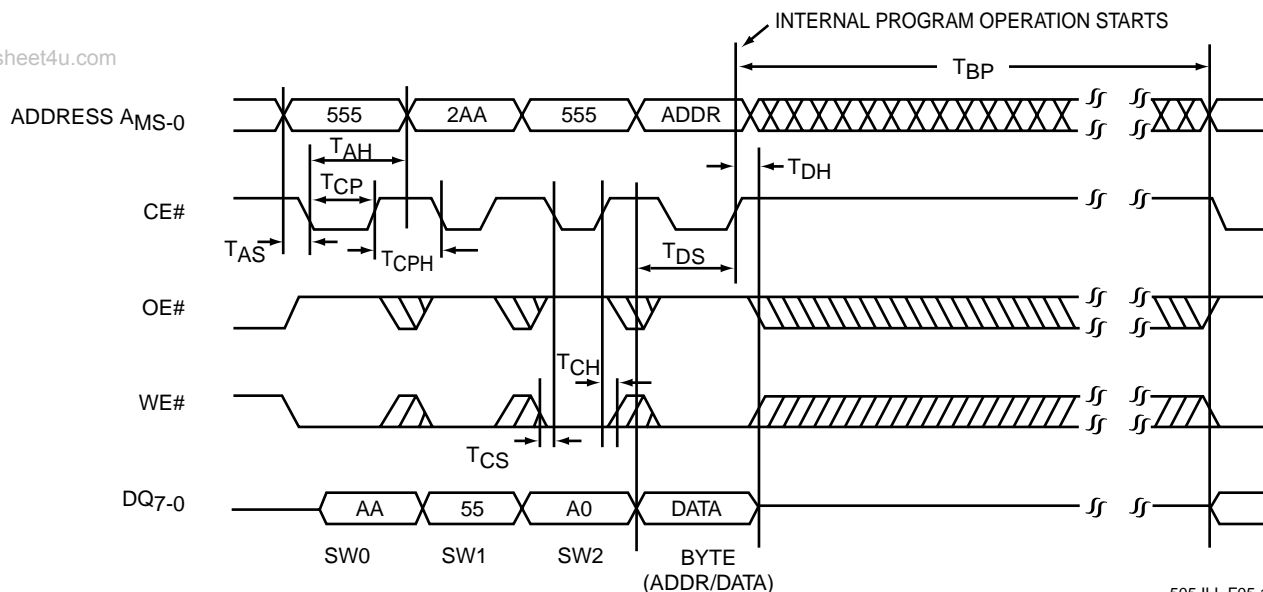 INTERNAL PROGRAM OPERATION STARTS
sheet4u.com
TBP
ADDRESS AMS-0
555
2AA
555
ADDR
TAH
TDH
TCP
CE#
TAS
TCPH
TDS
OE#
TCH
WE#
TCS
DQ7-0
AA
55
A0
DATA
SW0
SW1
SW2
BYTE
(ADDR/DATA)